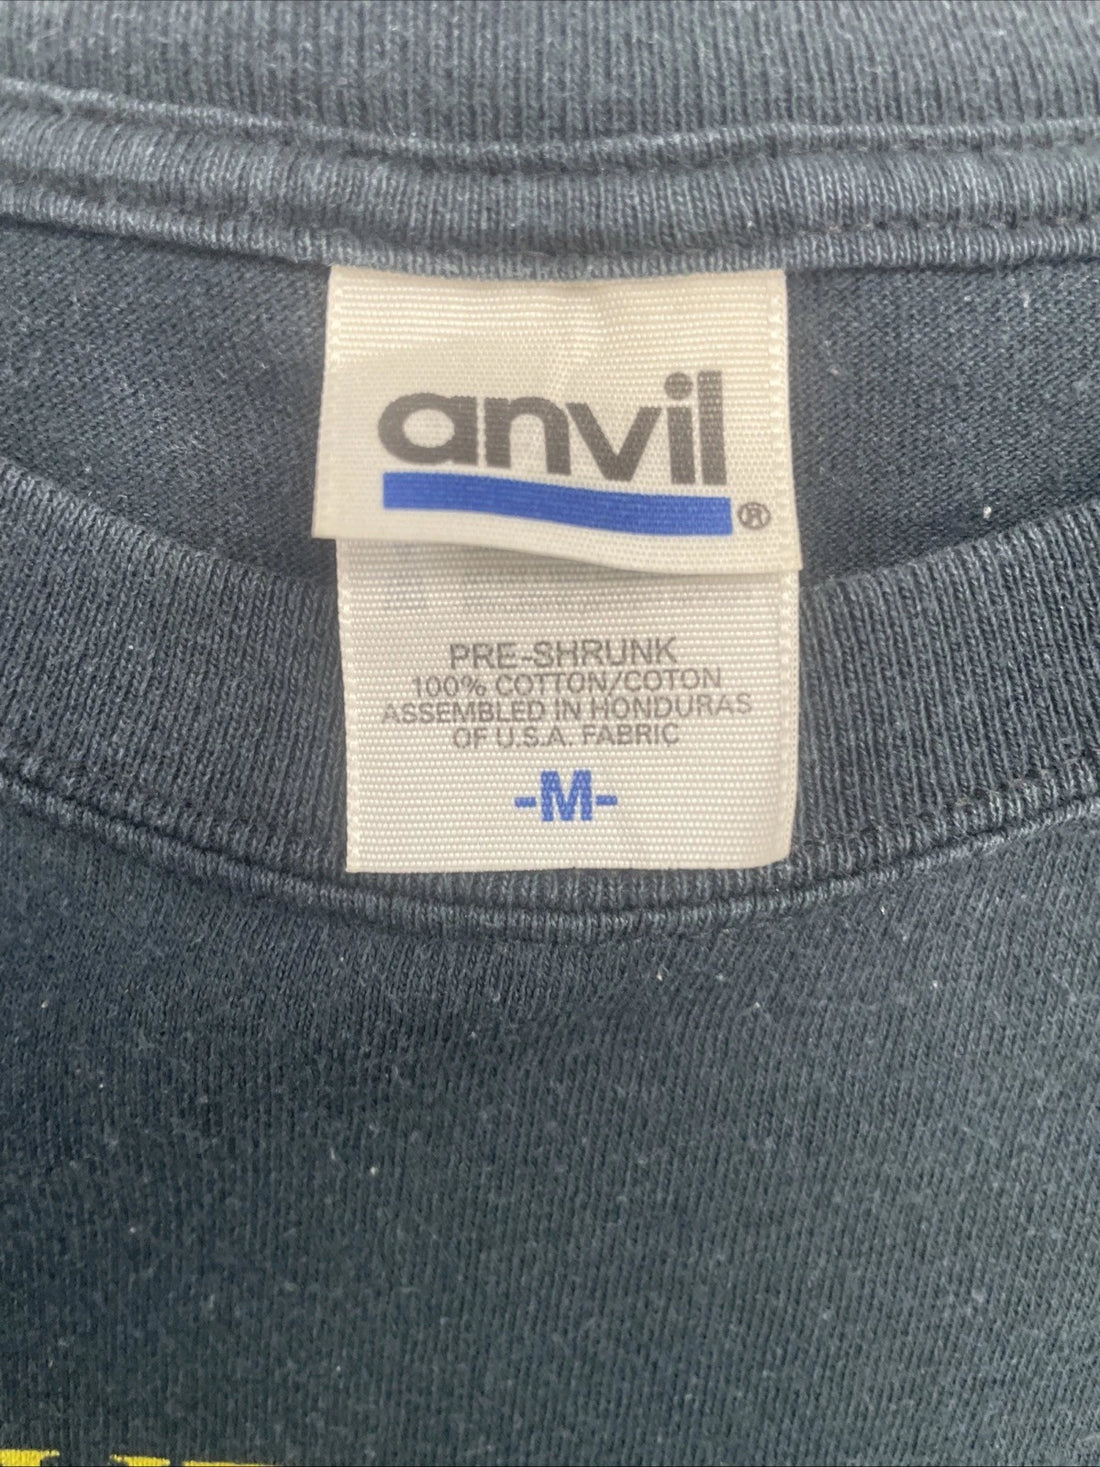 anvil
®
PRE-SHRUNK
100% COTTON/COTON
ASSEMBLED IN HONDURAS
OF U.S.A. FABRIC
-M-